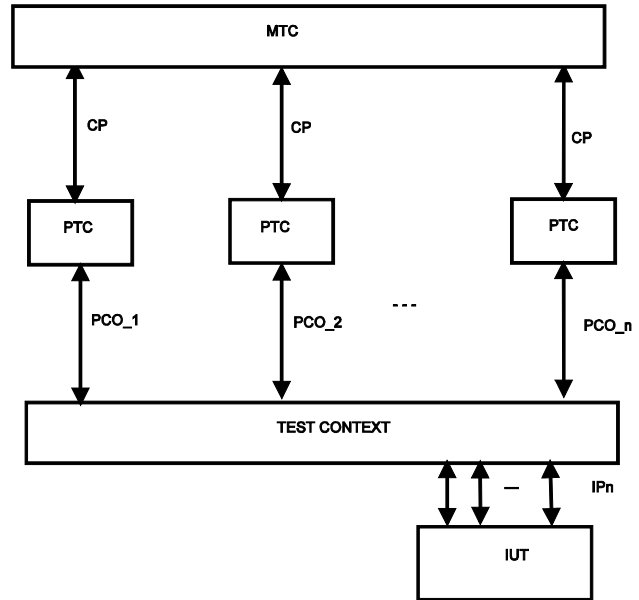 MTC
CP
CP
CP
PTC
PTC
PTC
PCO_1
PCO_2
---
PCO_n
TEST CONTEXT
—
IPn
IUT